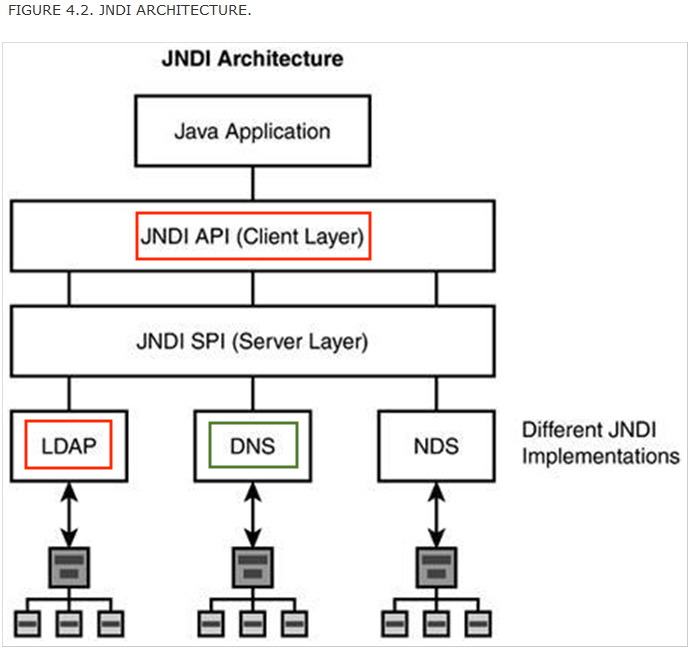 FIGURE 4.2. JNDI ARCHITECTURE.
JNDI Architecture
Java Application
JNDI API (Client Layer)
JNDI SPI (Server Layer)
LDAP
DNS
NDS
Different JNDI
Implementations